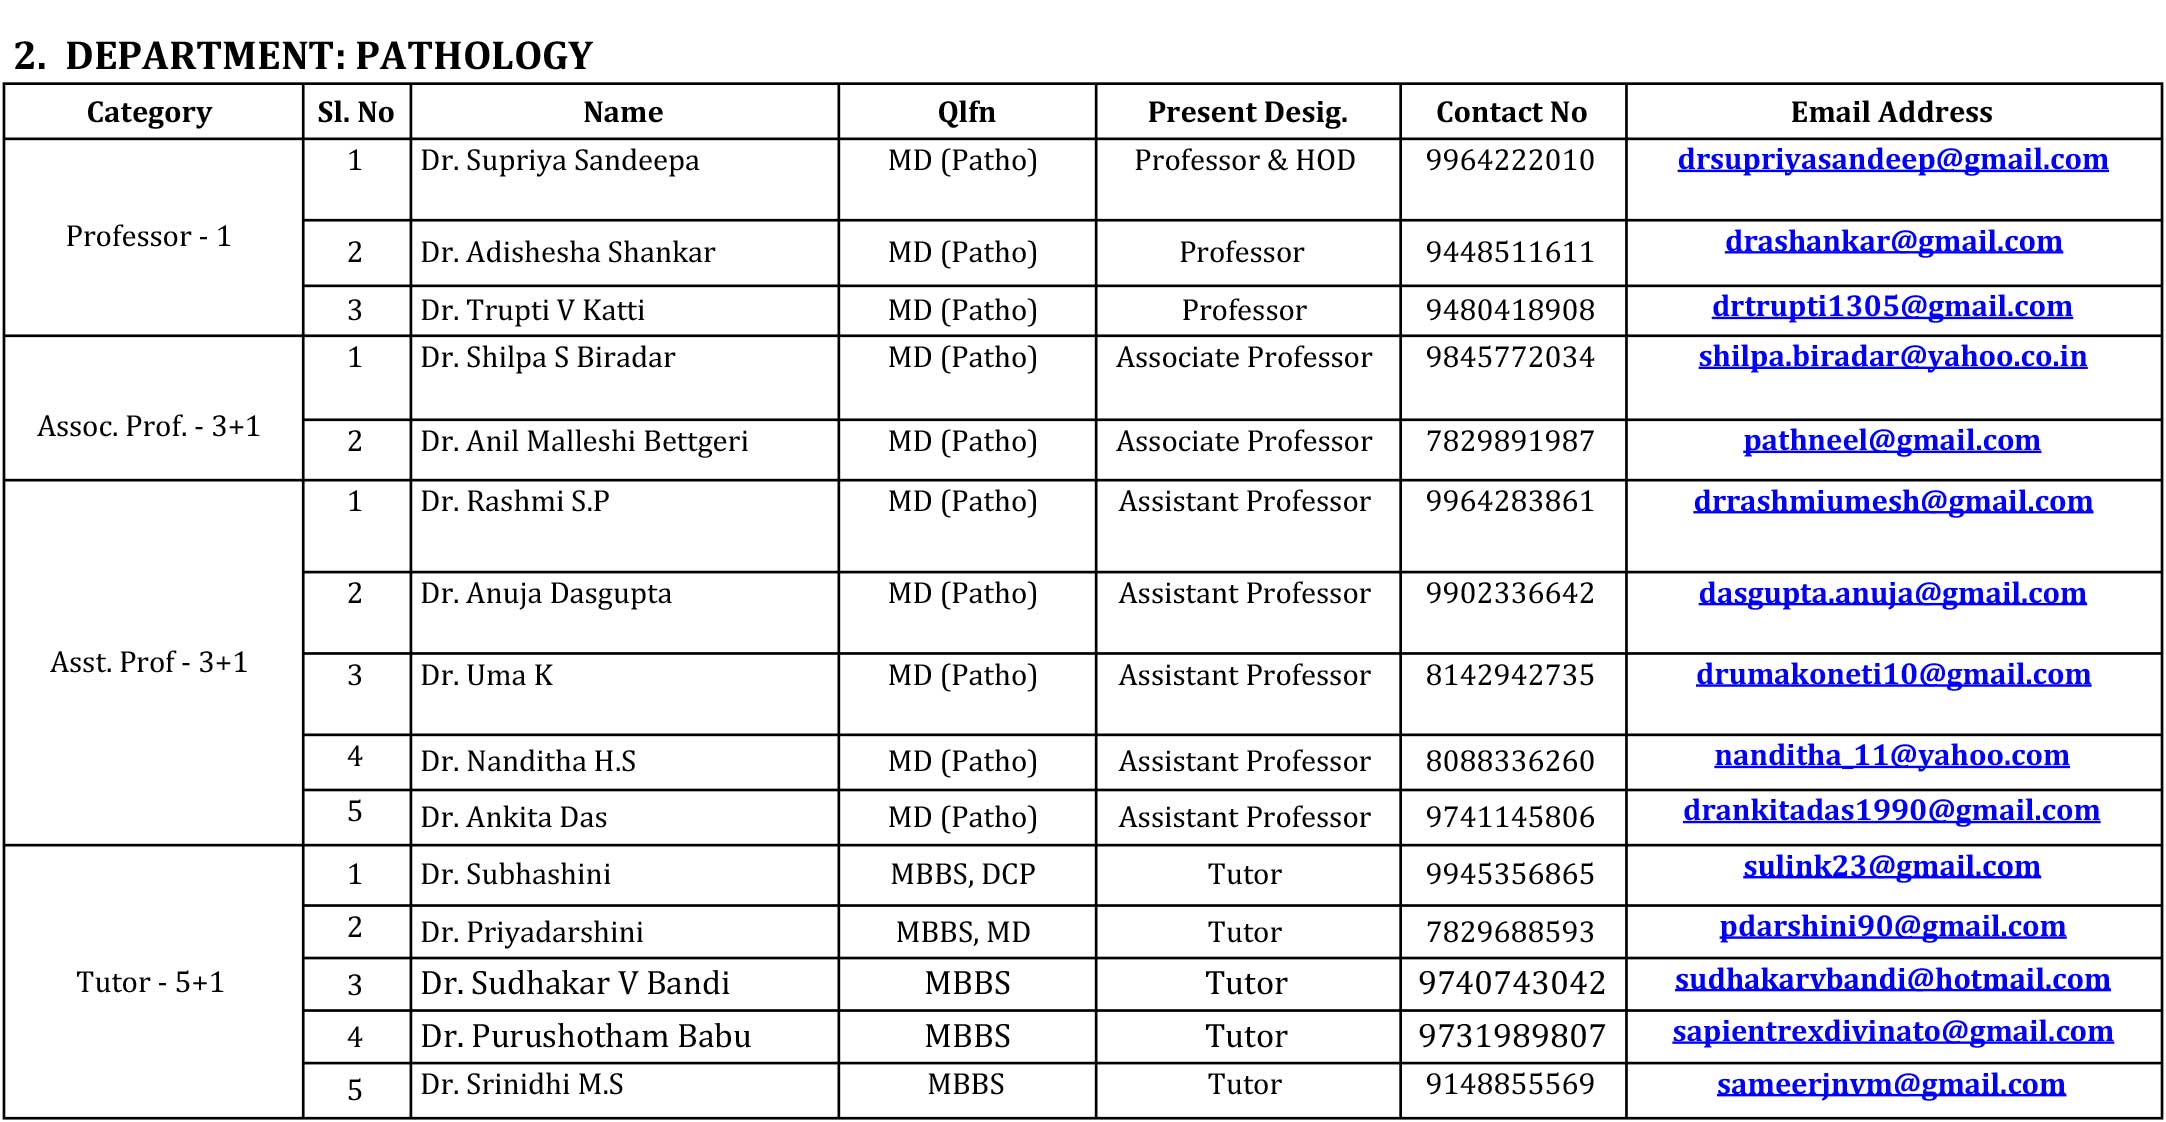 2. DEPARTMENT: PATHOLOGY
Category Sl. No Name Qlfn Present Desig. Contact No Email Address
Professor - 1
1 Dr. Supriya Sandeepa MD (Patho) Professor & HOD 9964222010 drsupriyasandeep@gmail.com
2 Dr. Adishesha Shankar MD (Patho) Professor 9448511611 drashankar@gmail.com
3 Dr. Trupti V Katti MD (Patho) Professor 9480418908 drtrupti1305@gmail.com
Assoc. Prof. - 3+1
1 Dr. Shilpa S Biradar MD (Patho) Associate Professor 9845772034 shilpa.biradar@yahoo.co.in
2 Dr. Anil Malleshi Bettgeri MD (Patho) Associate Professor 7829891987 pathneel@gmail.com
Asst. Prof - 3+1
1 Dr. Rashmi S.P MD (Patho) Assistant Professor 9964283861 drrashmiumesh@gmail.com
2 Dr. Anuja Dasgupta MD (Patho) Assistant Professor 9902336642 dasgupta.anuja@gmail.com
3 Dr. Uma K MD (Patho) Assistant Professor 8142942735 drumakoneti10@gmail.com
4 Dr. Nanditha H.S MD (Patho) Assistant Professor 8088336260 nanditha_11@yahoo.com
5 Dr. Ankita Das MD (Patho) Assistant Professor 9741145806 drankitadas1990@gmail.com
Tutor - 5+1
1 Dr. Subhashini MBBS, DCP Tutor 9945356865 sulink23@gmail.com
2 Dr. Priyadarshini MBBS, MD Tutor 7829688593 pdarshini90@gmail.com
3 Dr. Sudhakar V Bandi MBBS Tutor 9740743042 sudhakarvbandi@hotmail.com
4 Dr. Purushotham Babu MBBS Tutor 9731989807 sapientrexdivinato@gmail.com
5 Dr. Srinidhi M.S MBBS Tutor 9148855569 sameerjnvm@gmail.com